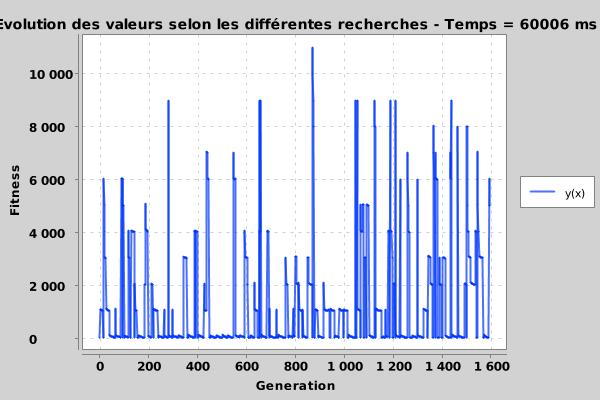 Evolution des valeurs selon les différentes recherches - Temps = 60006 ms
10 000
8 000
6 000
4 000
2 000
0
Fitness
0 200 400 600 800 1 000 1 200 1 400 1 600
Generation
y(x)